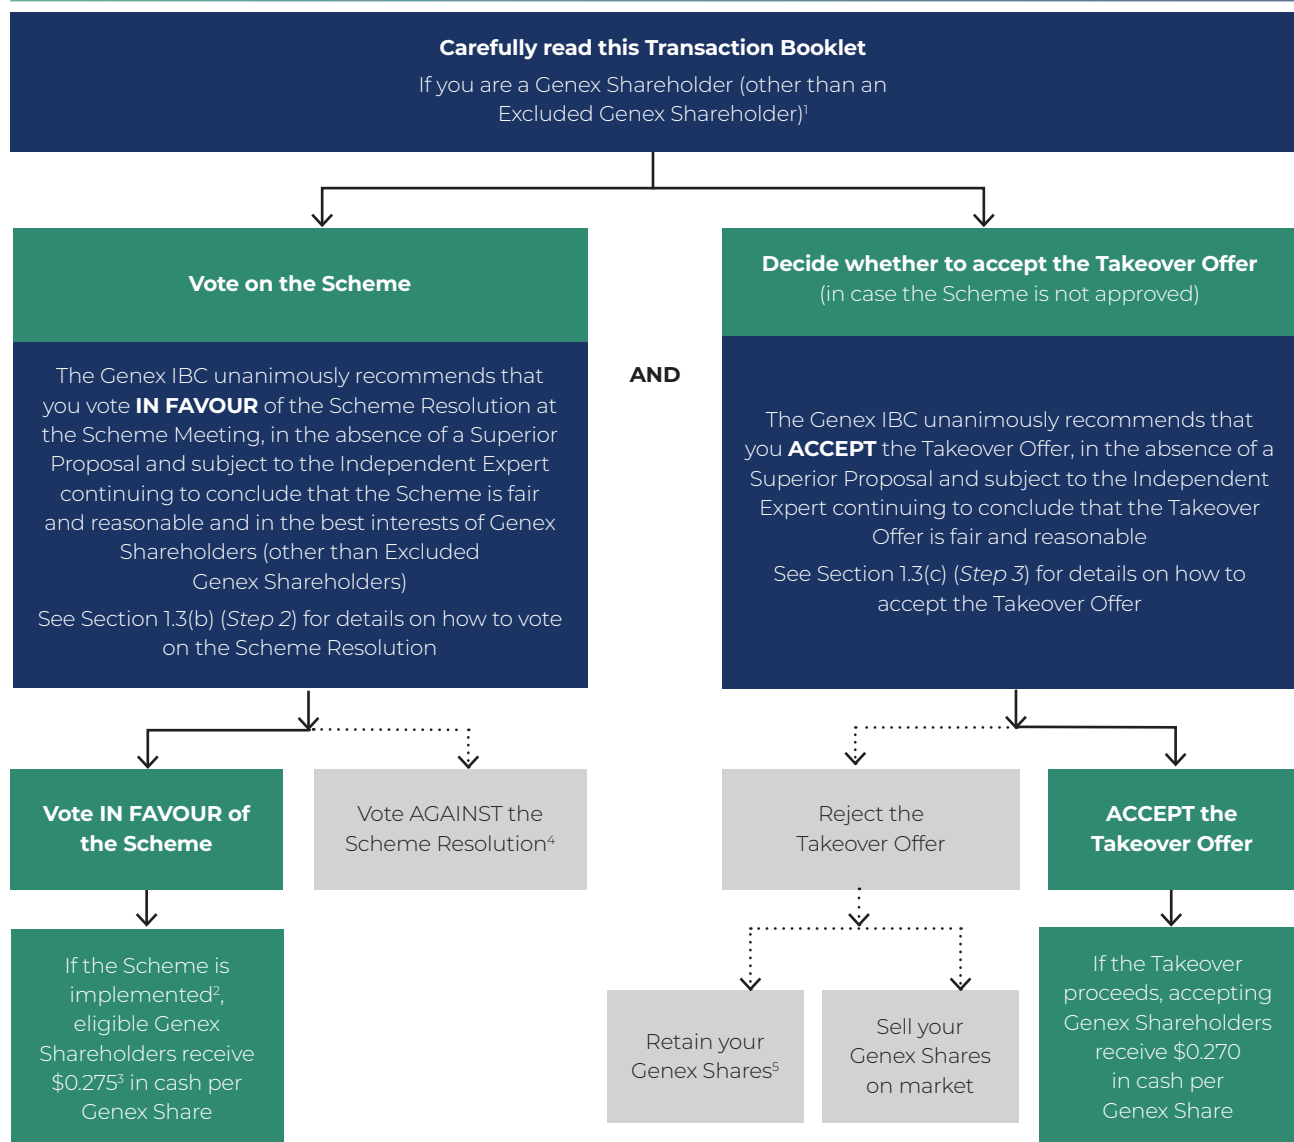 Carefully read this Transaction Booklet
If you are a Genex Shareholder (other than an
Excluded Genex Shareholder)¹
Vote on the Scheme
The Genex IBC unanimously recommends that
you vote IN FAVOUR of the Scheme Resolution at
the Scheme Meeting, in the absence of a Superior
Proposal and subject to the Independent Expert
continuing to conclude that the Scheme is fair
and reasonable and in the best interests of Genex
Shareholders (other than Excluded
Genex Shareholders)
See Section 1.3(b) (Step 2) for details on how to vote
on the Scheme Resolution
AND
Decide whether to accept the Takeover Offer
(in case the Scheme is not approved)
The Genex IBC unanimously recommends that
you ACCEPT the Takeover Offer, in the absence of a
Superior Proposal and subject to the Independent
Expert continuing to conclude that the Takeover
Offer is fair and reasonable
See Section 1.3(c) (Step 3) for details on how to
accept the Takeover Offer
Vote IN FAVOUR of
the Scheme
Vote AGAINST the
Scheme Resolution⁴
Reject the
Takeover Offer
ACCEPT the
Takeover Offer
If the Scheme is
implemented²,
eligible Genex
Shareholders receive
$0.275³ in cash per
Genex Share
Retain your
Genex Shares⁵
Sell your
Genex Shares
on market
If the Takeover
proceeds, accepting
Genex Shareholders
receive $0.270
in cash per
Genex Share